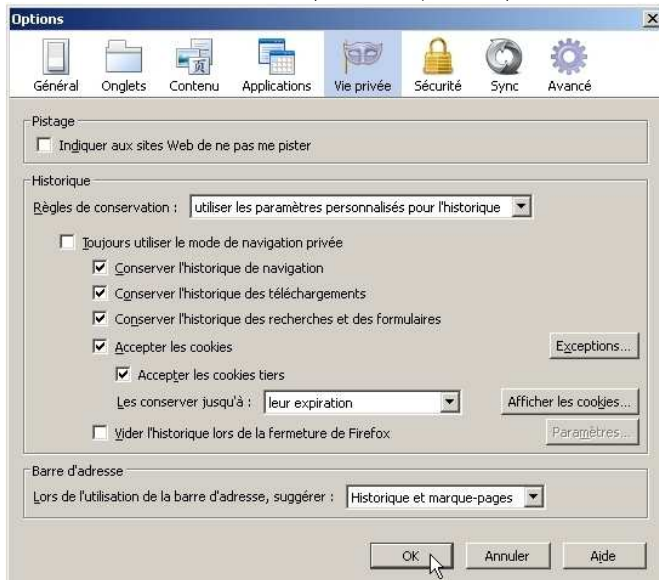 Options
Général Onglets Contenu Applications Vie privée Sécurité Sync Avancé
Pistage
Indiquer aux sites Web de ne pas me pister
Historique
Règles de conservation : utiliser les paramètres personnalisés pour l'historique
Toujours utiliser le mode de navigation privée
Conserver l'historique de navigation
Conserver l'historique des téléchargements
Conserver l'historique des recherches et des formulaires
Accepter les cookies Exceptions...
Accepter les cookies tiers
Les conserver jusqu'à : leur expiration Afficher les cookies...
Vider l'historique lors de la fermeture de Firefox Paramètres...
Barre d'adresse
Lors de l'utilisation de la barre d'adresse, suggérer : Historique et marque-pages
OK Annuler Aide